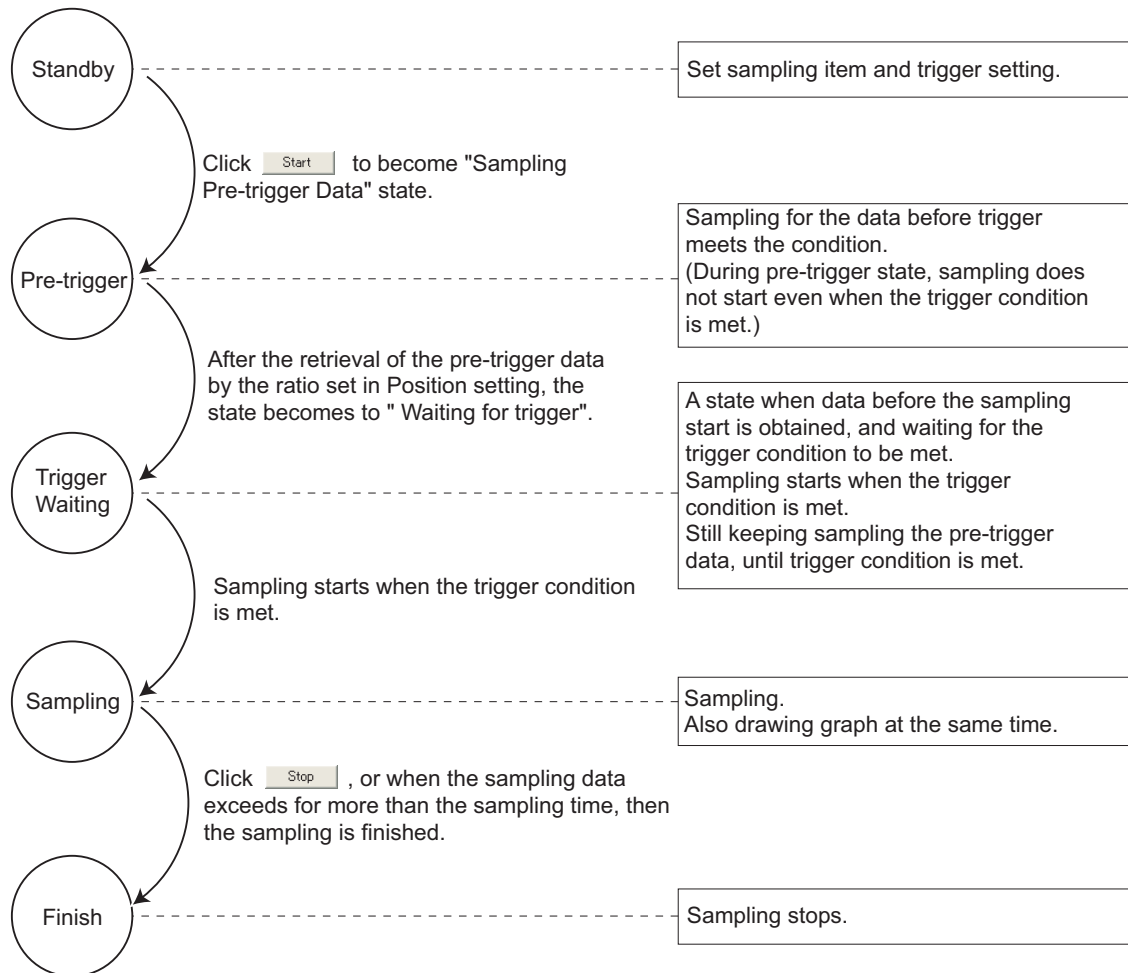 Standby
Set sampling item and trigger setting.
Click Start to become "Sampling
Pre-trigger Data" state.
Pre-trigger
Sampling for the data before trigger
meets the condition.
(During pre-trigger state, sampling does
not start even when the trigger condition
is met.)
After the retrieval of the pre-trigger data
by the ratio set in Position setting, the
state becomes to " Waiting for trigger".
Trigger
Waiting
A state when data before the sampling
start is obtained, and waiting for the
trigger condition to be met.
Sampling starts when the trigger
condition is met.
Still keeping sampling the pre-trigger
data, until trigger condition is met.
Sampling starts when the trigger condition
is met.
Sampling
Sampling.
Also drawing graph at the same time.
Click Stop , or when the sampling data
exceeds for more than the sampling time, then
the sampling is finished.
Finish
Sampling stops.